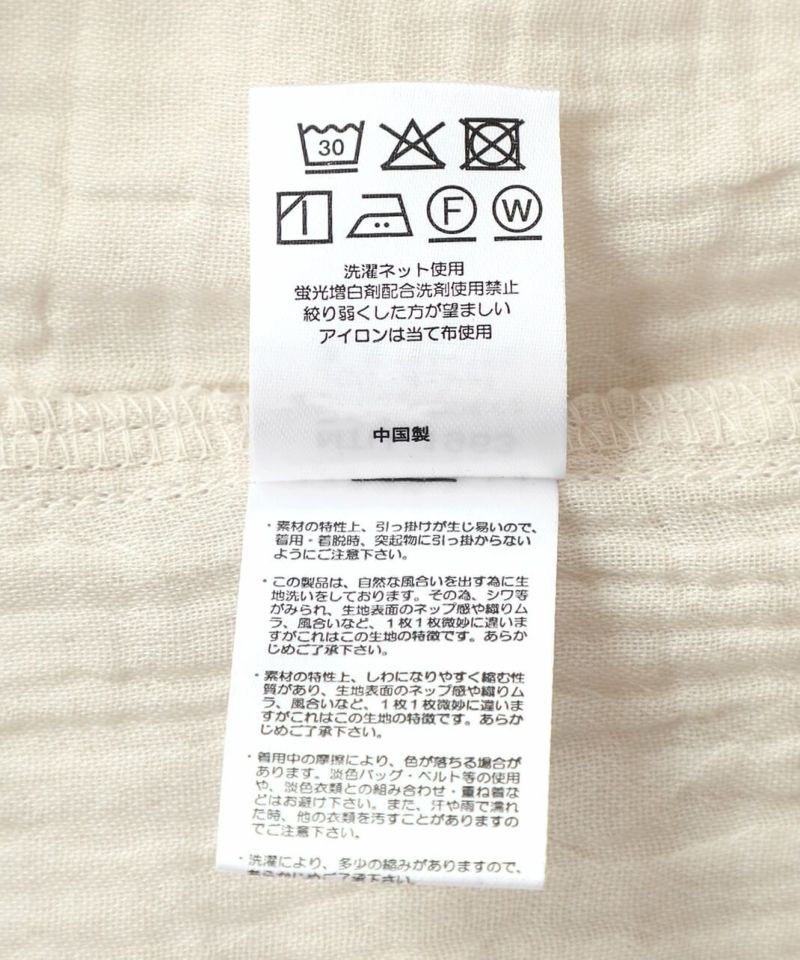 30
F W
洗濯ネット使用
蛍光増白剤配合洗剤使用禁止
絞り弱くした方が望ましい
アイロンは当て布使用
中国製
・素材の特性上、引っ掛けが生じ易いので、
着用・着脱時、突起物に引っ掛からない
ようにご注意下さい。
・この製品は、自然な風合いを出す為に生
地洗いをしております。その為、シワ等
がみられ、生地表面のネップ感や織りム
ラ、風合いなど、1枚1枚微妙に違いま
すがこれはこの生地の特徴です。あらか
じめご了承下さい。
・素材の特性上、しわになりやすく縮む性
質があり、生地表面のネップ感や織りム
ラ、風合いなど、1枚1枚微妙に違いま
すがこれはこの生地の特徴です。あらか
じめご了承下さい。
・着用中の摩擦により、色が落ちる場合が
あります。淡色バッグ・ベルト等の使用
や、淡色衣類との組み合わせ・重ね着な
どはお避け下さい。また、汗や雨で濡れ
た時、他の衣類を汚すことがありますの
でご注意下さい。
・洗濯により、多少の縮みがありますので、
あらかじめご了承下さい。